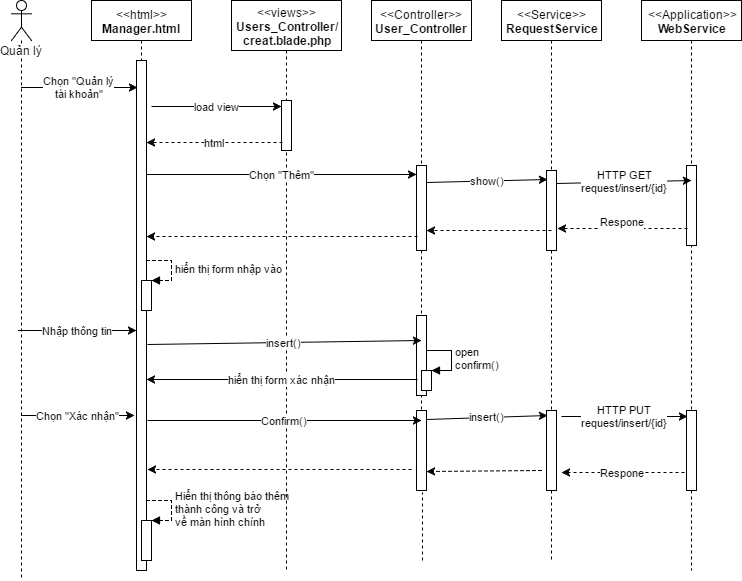 <<html>>
Manager.html
<<views>>
Users_Controller/
creat.blade.php
<<Controller>>
User_Controller
<<Service>>
RequestService
<<Application>>
WebService
Quản lý
Chọn "Quản lý
tài khoản"
load view
html
Chọn "Thêm"
show()
HTTP GET
request/insert/{id}
Respone
hiển thị form nhập vào
Nhập thông tin
insert()
open
confirm()
hiển thị form xác nhận
Chọn "Xác nhận"
Confirm()
insert()
HTTP PUT
request/insert/{id}
Respone
Hiển thị thông báo thêm
thành công và trở
về màn hình chính